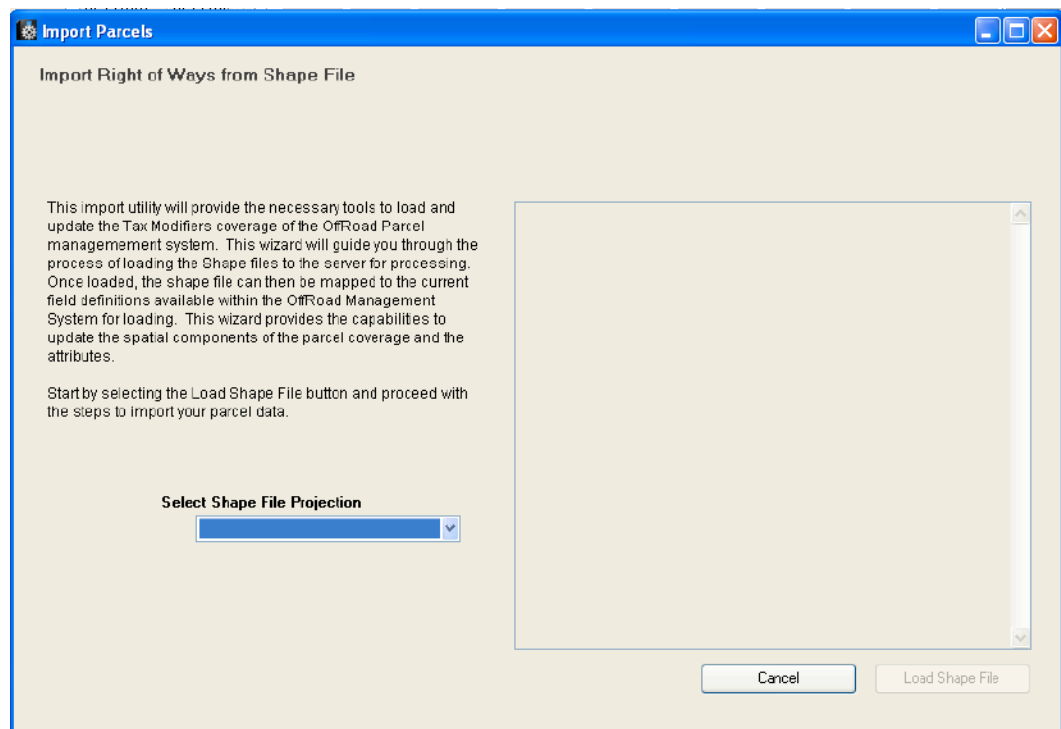 Import Parcels
Import Right of Ways from Shape File
This import utility will provide the necessary tools to load and
update the Tax Modifiers coverage of the OffRoad Parcel
managemement system. This wizard will guide you through the
process of loading the Shape files to the server for processing.
Once loaded, the shape file can then be mapped to the current
field definitions available within the OffRoad Management
System for loading. This wizard provides the capabilities to
update the spatial components of the parcel coverage and the
attributes.
Start by selecting the Load Shape File button and proceed with
the steps to import your parcel data.
Select Shape File Projection
Cancel
Load Shape File